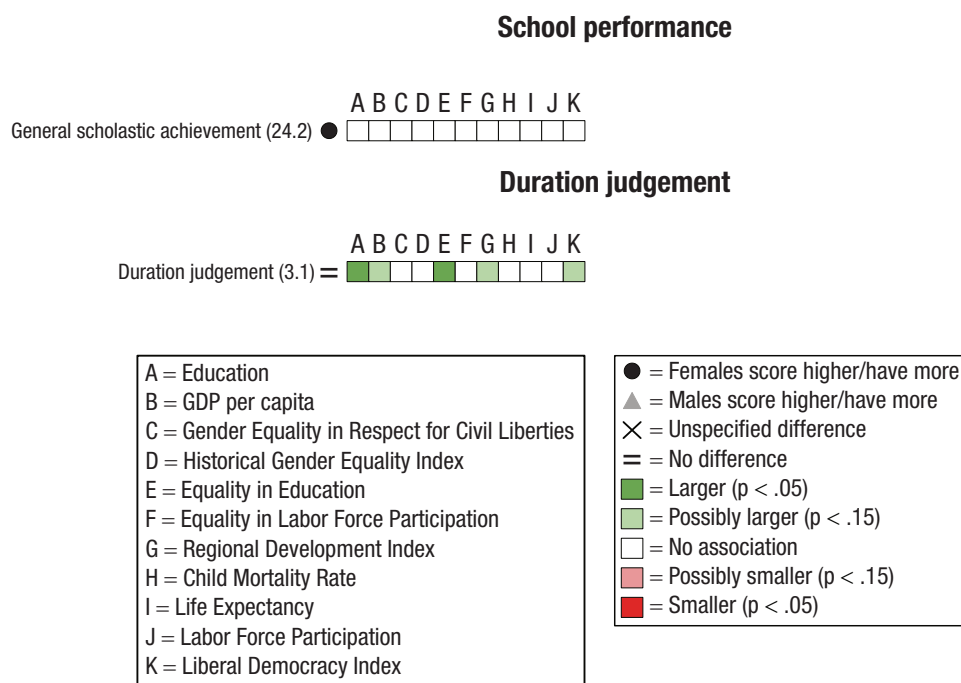 School performance
A B C D E F G H I J K
General scholastic achievement (24.2)
Duration judgement
A B C D E F G H I J K
Duration judgement (3.1) =
A = Education
B = GDP per capita
C = Gender Equality in Respect for Civil Liberties
D = Historical Gender Equality Index
E = Equality in Education
F = Equality in Labor Force Participation
G = Regional Development Index
H = Child Mortality Rate
I = Life Expectancy
J = Labor Force Participation
K = Liberal Democracy Index
● = Females score higher/have more
▲ = Males score higher/have more
✕ = Unspecified difference
= = No difference
= Larger (p < .05)
= Possibly larger (p < .15)
= No association
= Possibly smaller (p < .15)
= Smaller (p < .05)